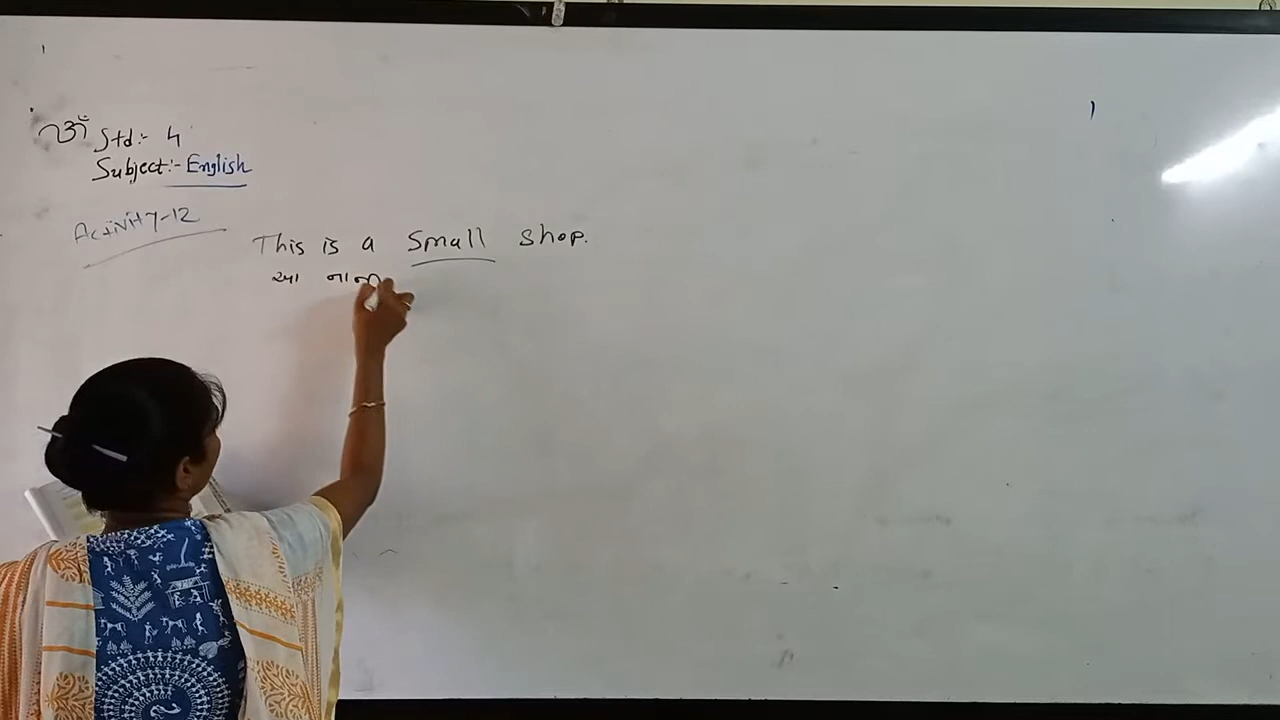 ૐ Std:- 4
Subject:- English
Activity-12
This is a small shop.
આ નાની